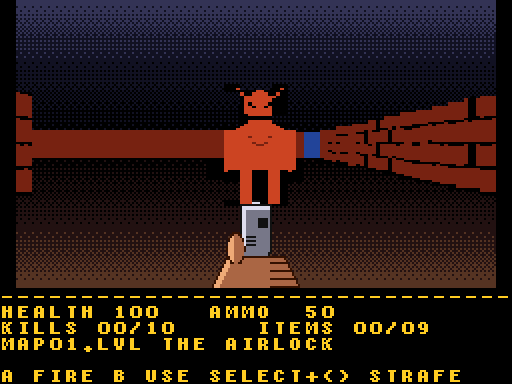 HEALTH 100 AMMO 50
KILLS 00/10 ITEMS 00/09
MAP01.LVL THE AIRLOCK
A FIRE B USE SELECT+<> STRAFE